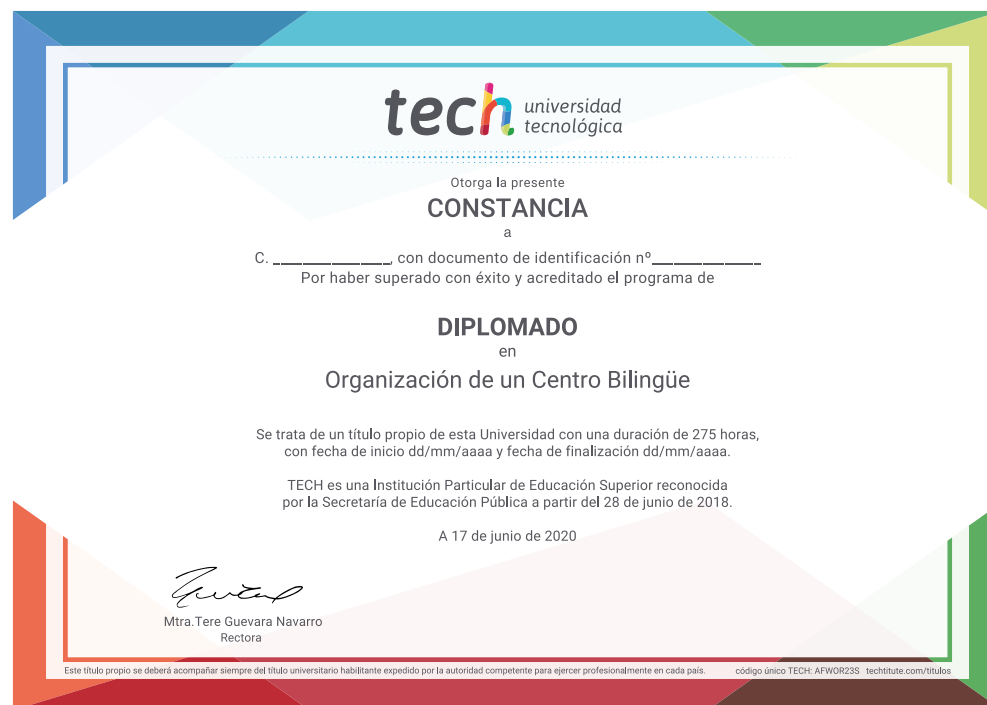 tech universidad
tecnológica
Otorga la presente
CONSTANCIA
a
C. ______________, con documento de identificación nº______________
Por haber superado con éxito y acreditado el programa de
DIPLOMADO
en
Organización de un Centro Bilingüe
Se trata de un título propio de esta Universidad con una duración de 275 horas,
con fecha de inicio dd/mm/aaaa y fecha de finalización dd/mm/aaaa.
TECH es una Institución Particular de Educación Superior reconocida
por la Secretaría de Educación Pública a partir del 28 de junio de 2018.
A 17 de junio de 2020
Mtra.Tere Guevara Navarro
Rectora
Este título propio se deberá acompañar siempre del título universitario habilitante expedido por la autoridad competente para ejercer profesionalmente en cada país. código único TECH: AFWOR23S techtitute.com/titulos